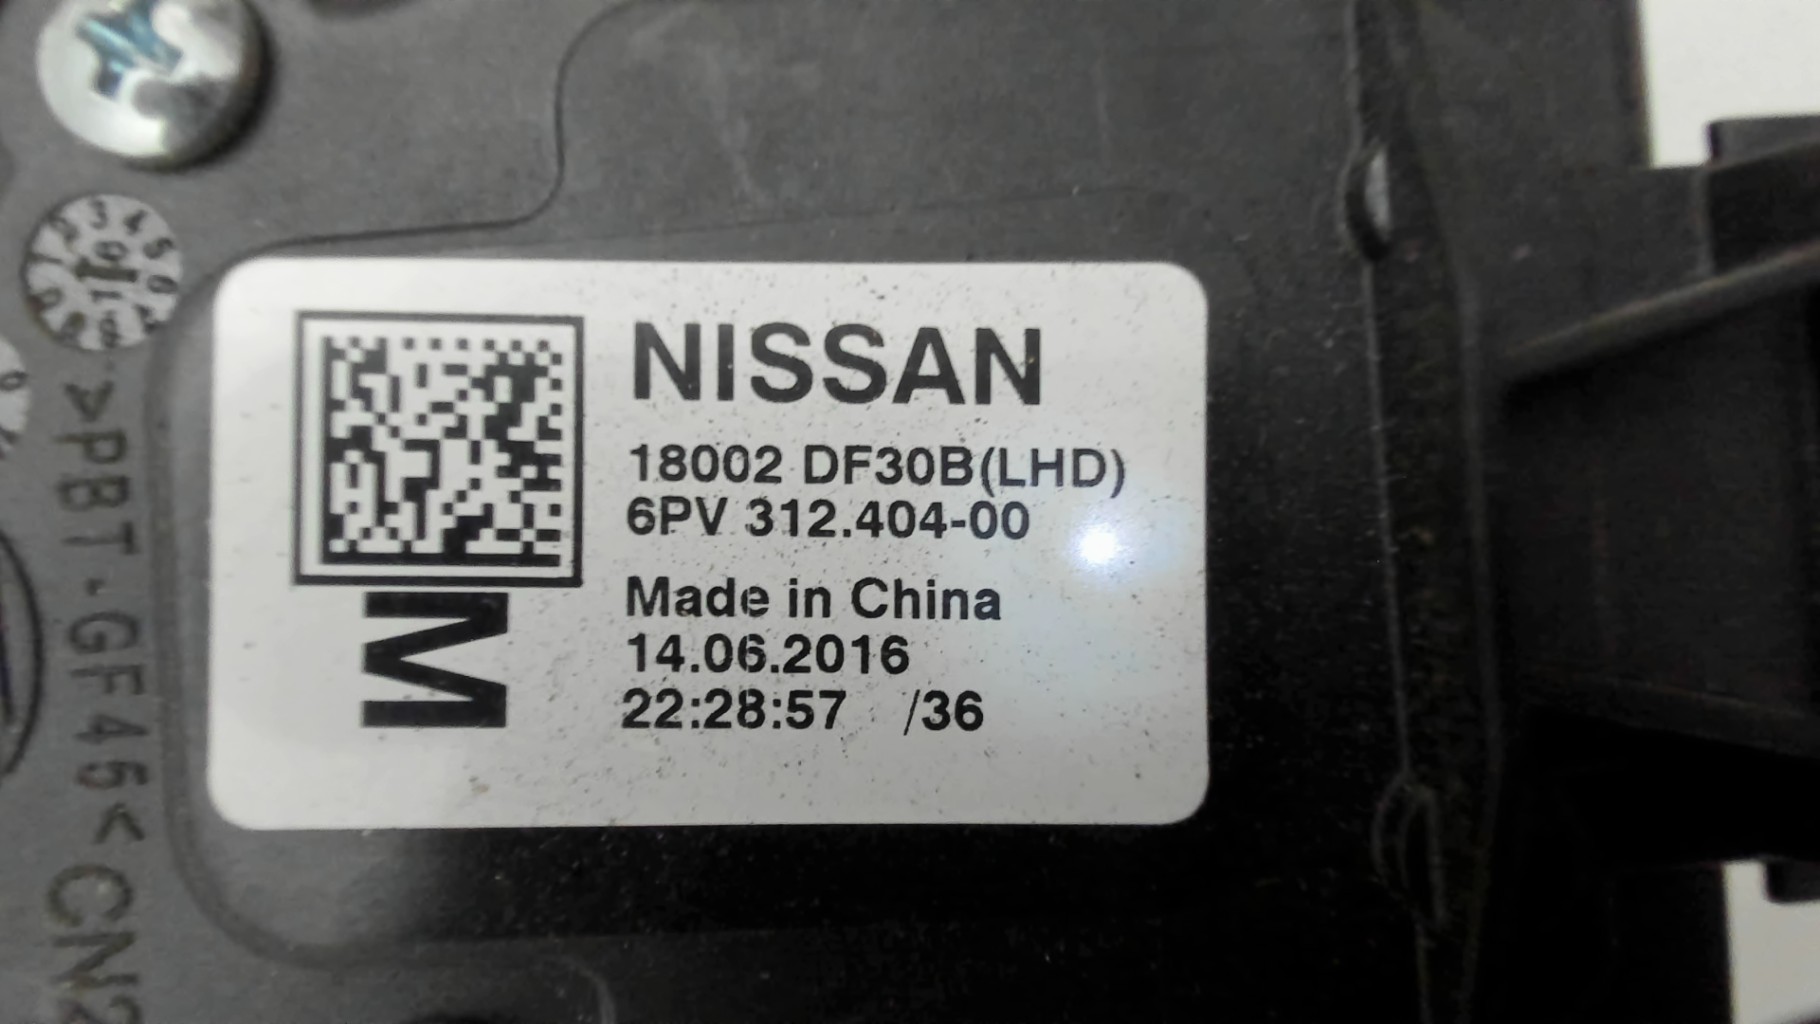 NISSAN
18002 DF30B(LHD)
6PV 312.404-00
Made in China
14.06.2016
22:28:57 /36
M
>PBT-GF45<